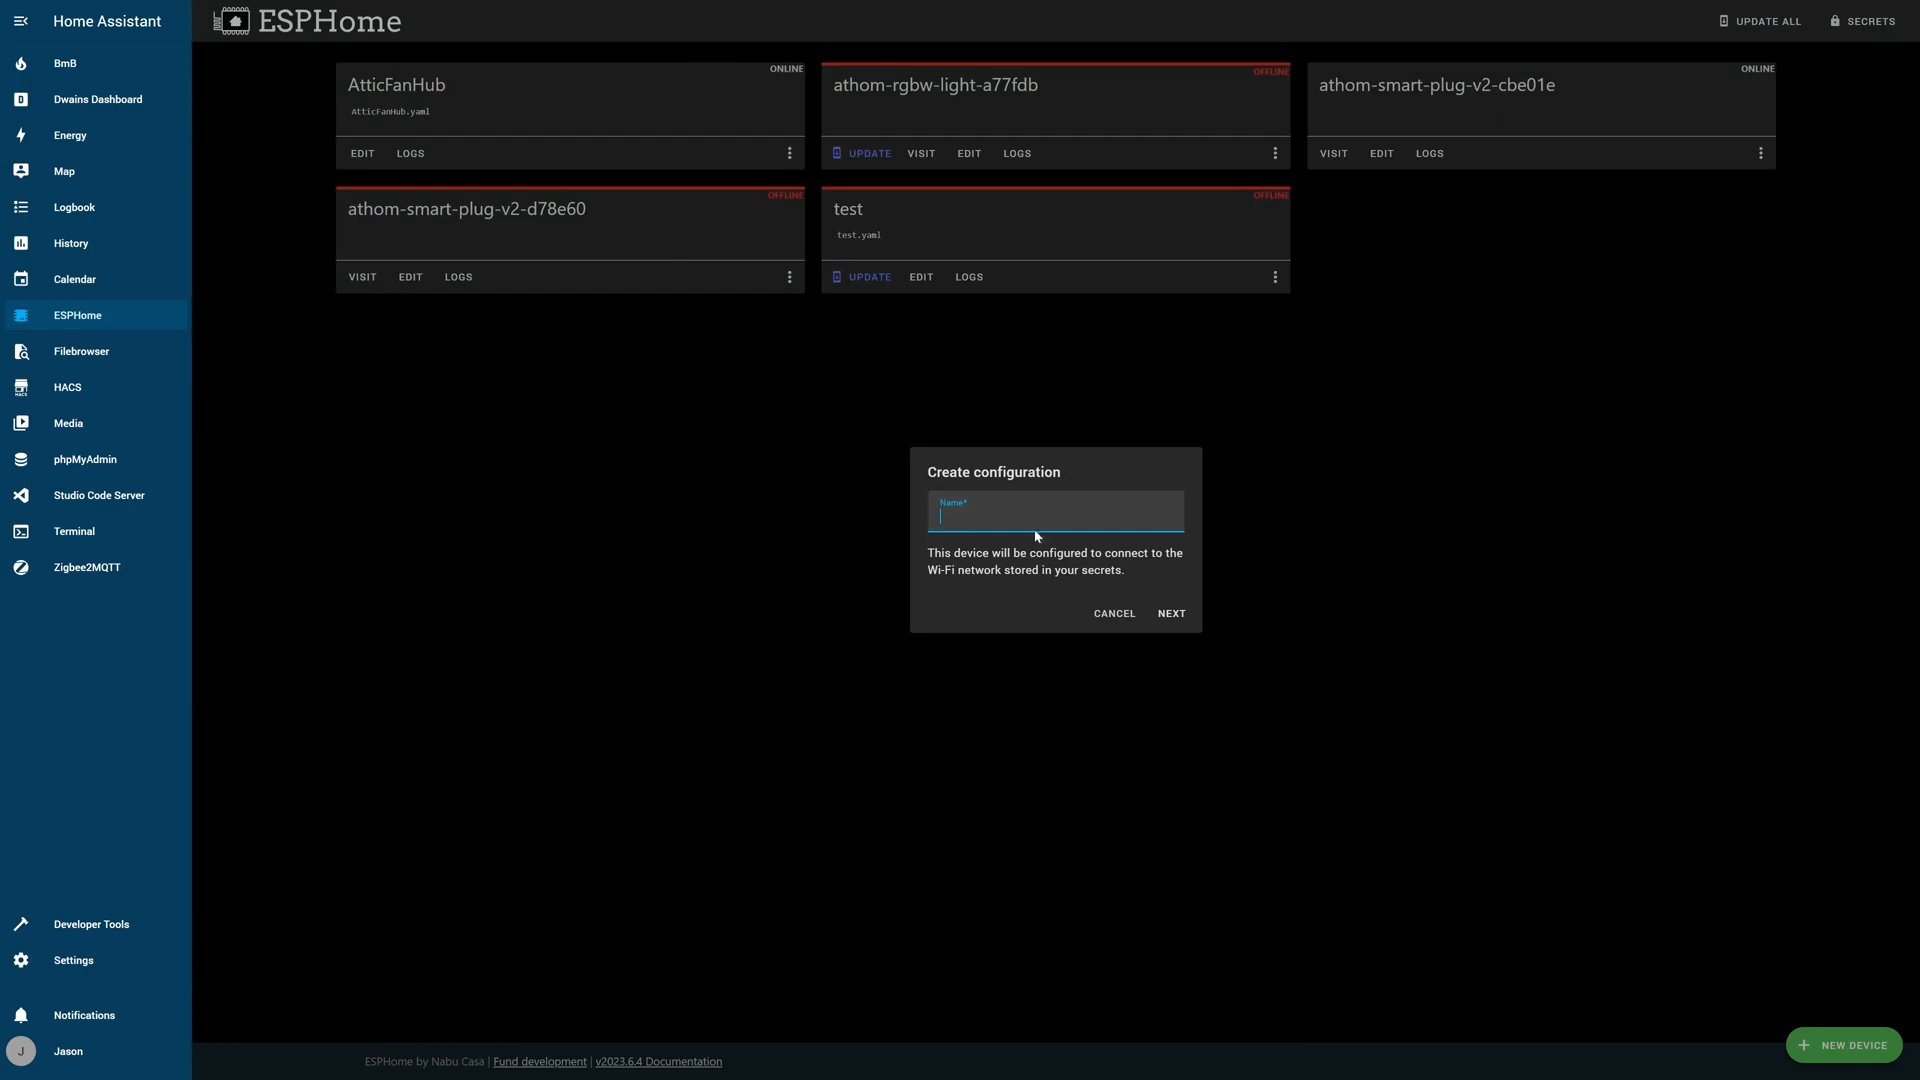 Home Assistant
BmB
Dwains Dashboard
Energy
Map
Logbook
History
Calendar
ESPHome
Filebrowser
HACS
HACS
Media
phpMyAdmin
Studio Code Server
Terminal
Zigbee2MQTT
Developer Tools
Settings
Notifications
J Jason
ESPHome
UPDATE ALL SECRETS
ONLINE
AtticFanHub
AtticFanHub.yaml
EDIT LOGS
OFFLINE
athom-rgbw-light-a77fdb
UPDATE VISIT EDIT LOGS
ONLINE
athom-smart-plug-v2-cbe01e
VISIT EDIT LOGS
OFFLINE
athom-smart-plug-v2-d78e60
VISIT EDIT LOGS
OFFLINE
test
test.yaml
UPDATE EDIT LOGS
Create configuration
Name*
This device will be configured to connect to the
Wi-Fi network stored in your secrets.
CANCEL NEXT
ESPHome by Nabu Casa | Fund development | v2023.6.4 Documentation
+ NEW DEVICE